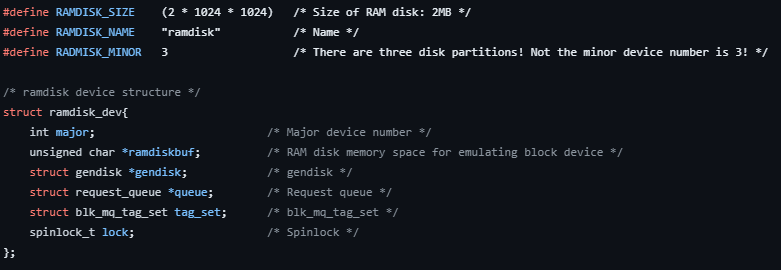 #define RAMDISK_SIZE    (2 * 1024 * 1024)   /* Size of RAM disk: 2MB */
#define RAMDISK_NAME    "ramdisk"           /* Name */
#define RADMISK_MINOR   3                   /* There are three disk partitions! Not the minor device number is 3! */
/* ramdisk device structure */
struct ramdisk_dev{
    int major;                          /* Major device number */
    unsigned char *ramdiskbuf;          /* RAM disk memory space for emulating block device */
    struct gendisk *gendisk;            /* gendisk */
    struct request_queue *queue;        /* Request queue */
    struct blk_mq_tag_set tag_set;      /* blk_mq_tag_set */
    spinlock_t lock;                    /* Spinlock */
};